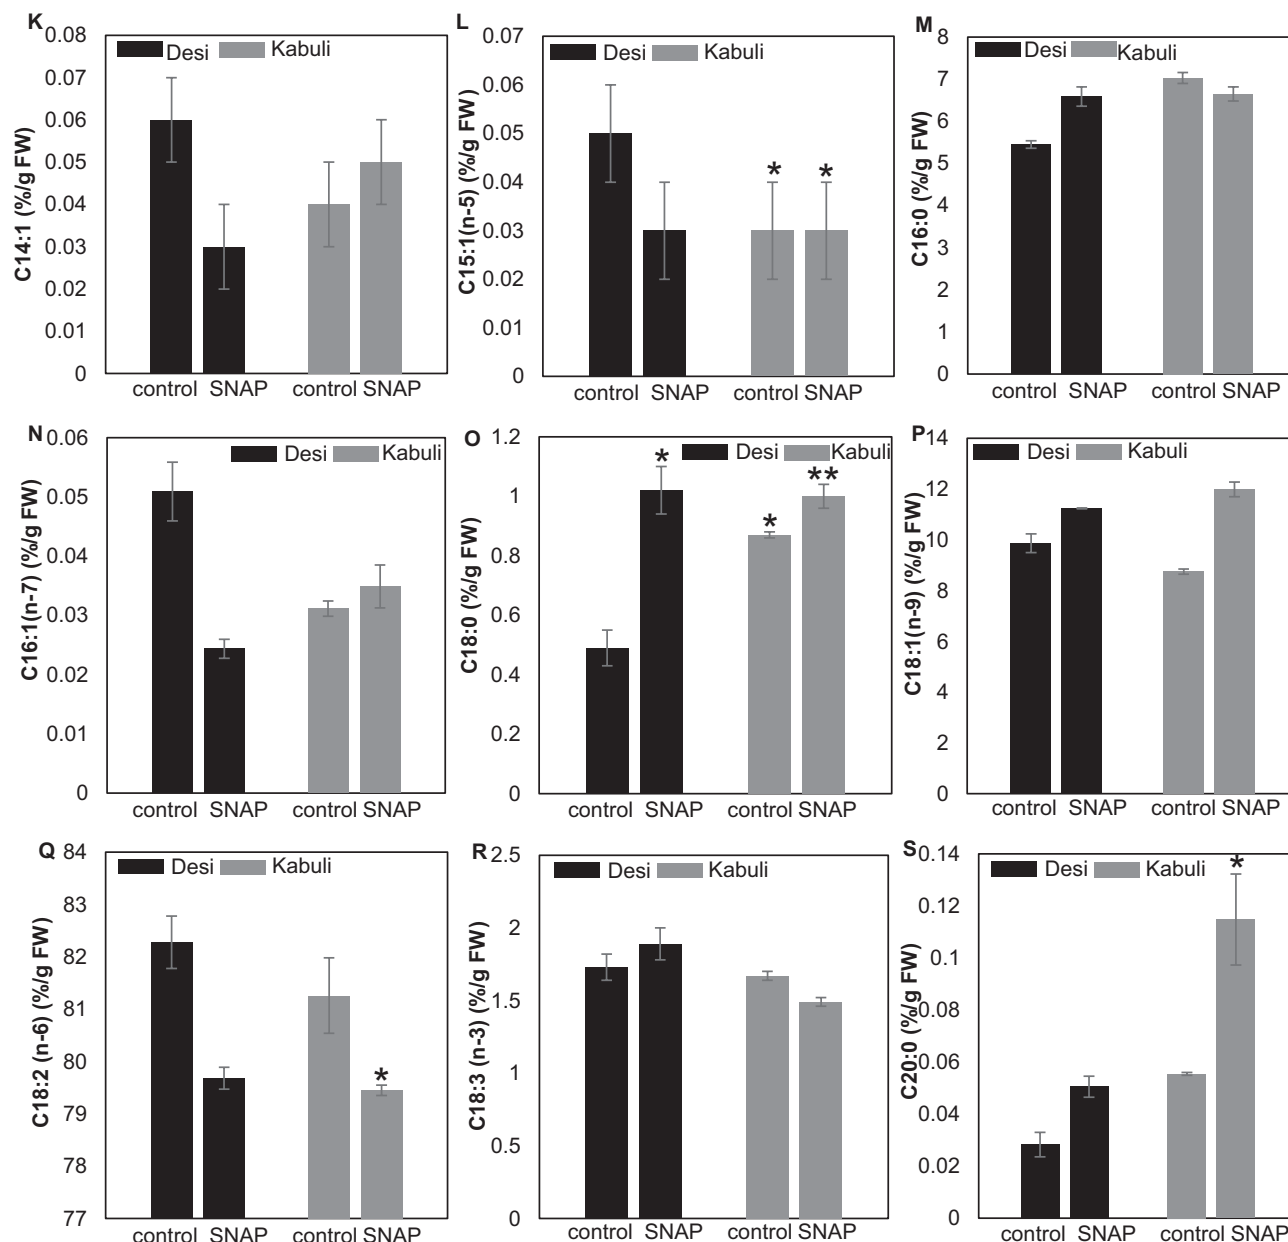 K
C14:1 (%/g FW)
0.08
0.07
0.06
0.05
0.04
0.03
0.02
0.01
0
Desi
Kabuli
control SNAP
control SNAP
L
C15:1(n-5) (%/g FW)
0.07
0.06
0.05
0.04
0.03
0.02
0.01
0
Desi
Kabuli
*
*
control SNAP
control SNAP
M
C16:0 (%/g FW)
8
7
6
5
4
3
2
1
0
Desi
Kabuli
control SNAP
control SNAP
N
C16:1(n-7) (%/g FW)
0.06
0.05
0.04
0.03
0.02
0.01
0
Desi
Kabuli
control SNAP
control SNAP
O
C18:0 (%/g FW)
1.2
1
0.8
0.6
0.4
0.2
0
Desi
Kabuli
*
*
**
control SNAP
control SNAP
P
C18:1(n-9) (%/g FW)
14
12
10
8
6
4
2
0
Desi
Kabuli
control SNAP
control SNAP
Q
C18:2 (n-6) (%/g FW)
84
83
82
81
80
79
78
77
Desi
Kabuli
*
control SNAP
control SNAP
R
C18:3 (n-3) (%/g FW)
2.5
2
1.5
1
0.5
0
Desi
Kabuli
control SNAP
control SNAP
S
C20:0 (%/g FW)
0.14
0.12
0.1
0.08
0.06
0.04
0.02
0
Desi
Kabuli
*
control SNAP
control SNAP